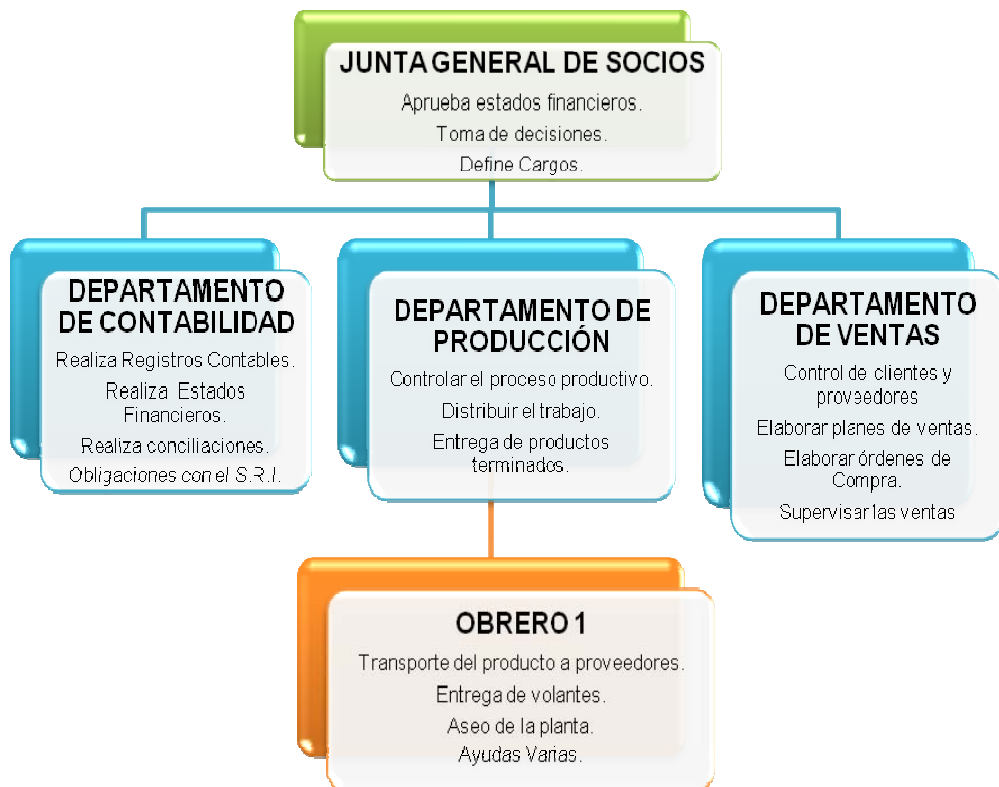 JUNTA GENERAL DE SOCIOS
Aprueba estados financieros.
Toma de decisiones.
Define Cargos.
DEPARTAMENTO
DE CONTABILIDAD
Realiza Registros Contables.
Realiza Estados
Financieros.
Realiza conciliaciones.
Obligaciones con el S.R.I.
DEPARTAMENTO DE
PRODUCCIÓN
Controlar el proceso productivo.
Distribuir el trabajo.
Entrega de productos
terminados.
DEPARTAMENTO
DE VENTAS
Control de clientes y
proveedores
Elaborar planes de ventas.
Elaborar órdenes de
Compra.
Supervisar las ventas
OBRERO 1
Transporte del producto a proveedores.
Entrega de volantes.
Aseo de la planta.
Ayudas Varias.